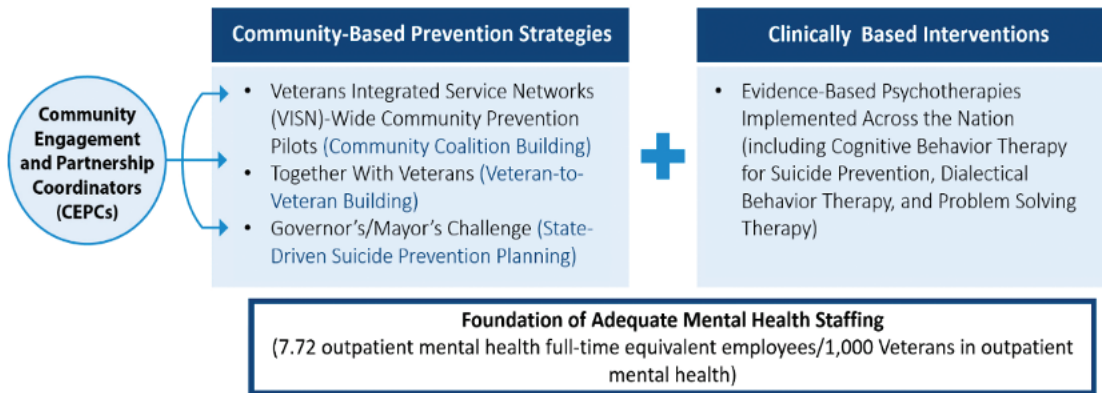 Community
Engagement
and Partnership
Coordinators
(CEPCs)
Community-Based Prevention Strategies
• Veterans Integrated Service Networks
(VISN)-Wide Community Prevention
Pilots (Community Coalition Building)
• Together With Veterans (Veteran-to-
Veteran Building)
• Governor's/Mayor's Challenge (State-
Driven Suicide Prevention Planning)
Clinically Based Interventions
• Evidence-Based Psychotherapies
Implemented Across the Nation
(including Cognitive Behavior Therapy
for Suicide Prevention, Dialectical
Behavior Therapy, and Problem Solving
Therapy)
Foundation of Adequate Mental Health Staffing
(7.72 outpatient mental health full-time equivalent employees/1,000 Veterans in outpatient
mental health)